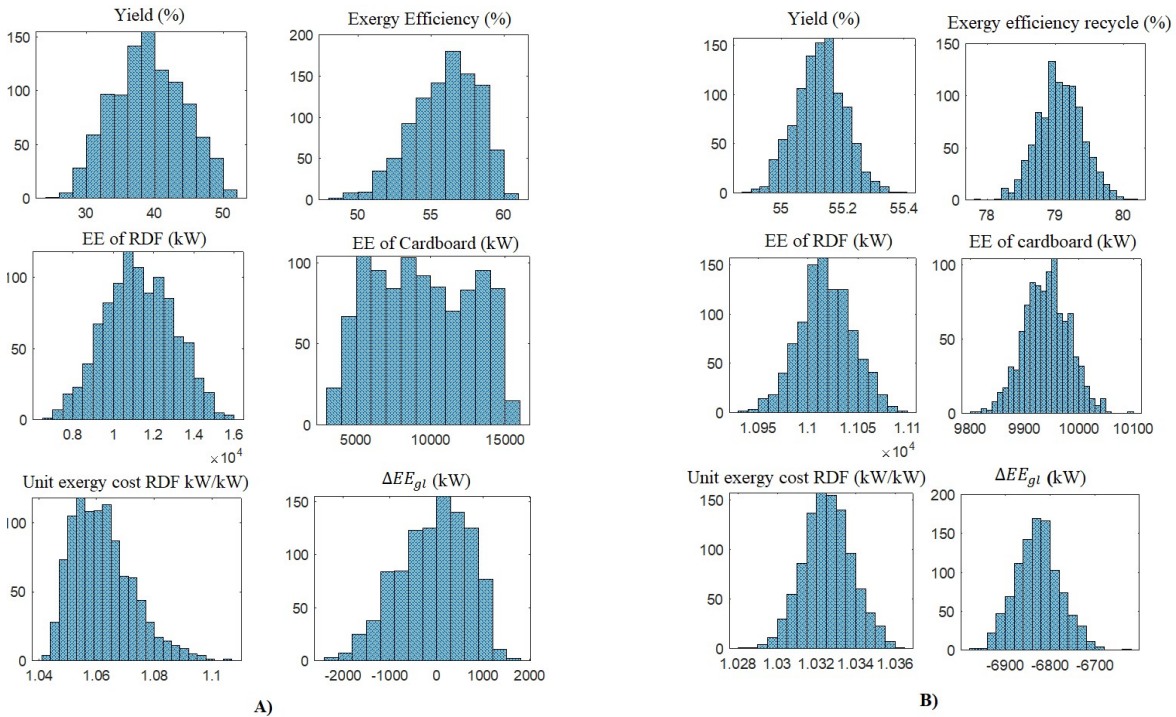 Yield (%)
150
100
50
0
30 40 50
Exergy Efficiency (%)
200
150
100
50
0
50 55 60
EE of RDF (kW)
100
50
0
0.8 1 1.2 1.4 1.6
×10⁴
EE of Cardboard (kW)
100
50
0
5000 10000 15000
Unit exergy cost RDF kW/kW)
100
50
0
1.04 1.06 1.08 1.1
ΔEE_gl (kW)
150
100
50
0
-2000 -1000 0 1000 2000
A)
Yield (%)
150
100
50
0
55 55.2 55.4
Exergy efficiency recycle (%)
150
100
50
0
78 79 80
EE of RDF (kW)
150
100
50
0
1.095 1.1 1.105 1.11
×10⁴
EE of cardboard (kW)
100
50
0
9800 9900 10000 10100
Unit exergy cost RDF (kW/kW)
150
100
50
0
1.028 1.03 1.032 1.034 1.036
ΔEE_gl (kW)
200
150
100
50
0
-6900 -6800 -6700
B)